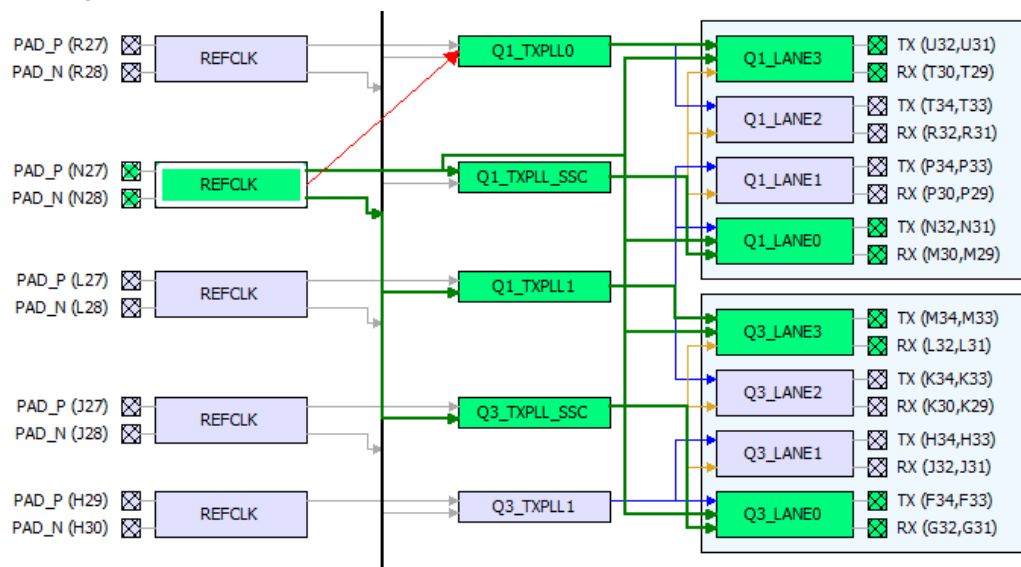 PAD_P (R27)
PAD_N (R28)
REFCLK
Q1_TXPLL0
Q1_LANE3
TX (U32,U31)
RX (T30,T29)
Q1_LANE2
TX (T34,T33)
RX (R32,R31)
PAD_P (N27)
PAD_N (N28)
REFCLK
Q1_TXPLL_SSC
Q1_LANE1
TX (P34,P33)
RX (P30,P29)
Q1_LANE0
TX (N32,N31)
RX (M30,M29)
PAD_P (L27)
PAD_N (L28)
REFCLK
Q1_TXPLL1
Q3_LANE3
TX (M34,M33)
RX (L32,L31)
Q3_LANE2
TX (K34,K33)
RX (K30,K29)
PAD_P (J27)
PAD_N (J28)
REFCLK
Q3_TXPLL_SSC
Q3_LANE1
TX (H34,H33)
RX (J32,J31)
PAD_P (H29)
PAD_N (H30)
REFCLK
Q3_TXPLL1
Q3_LANE0
TX (F34,F33)
RX (G32,G31)